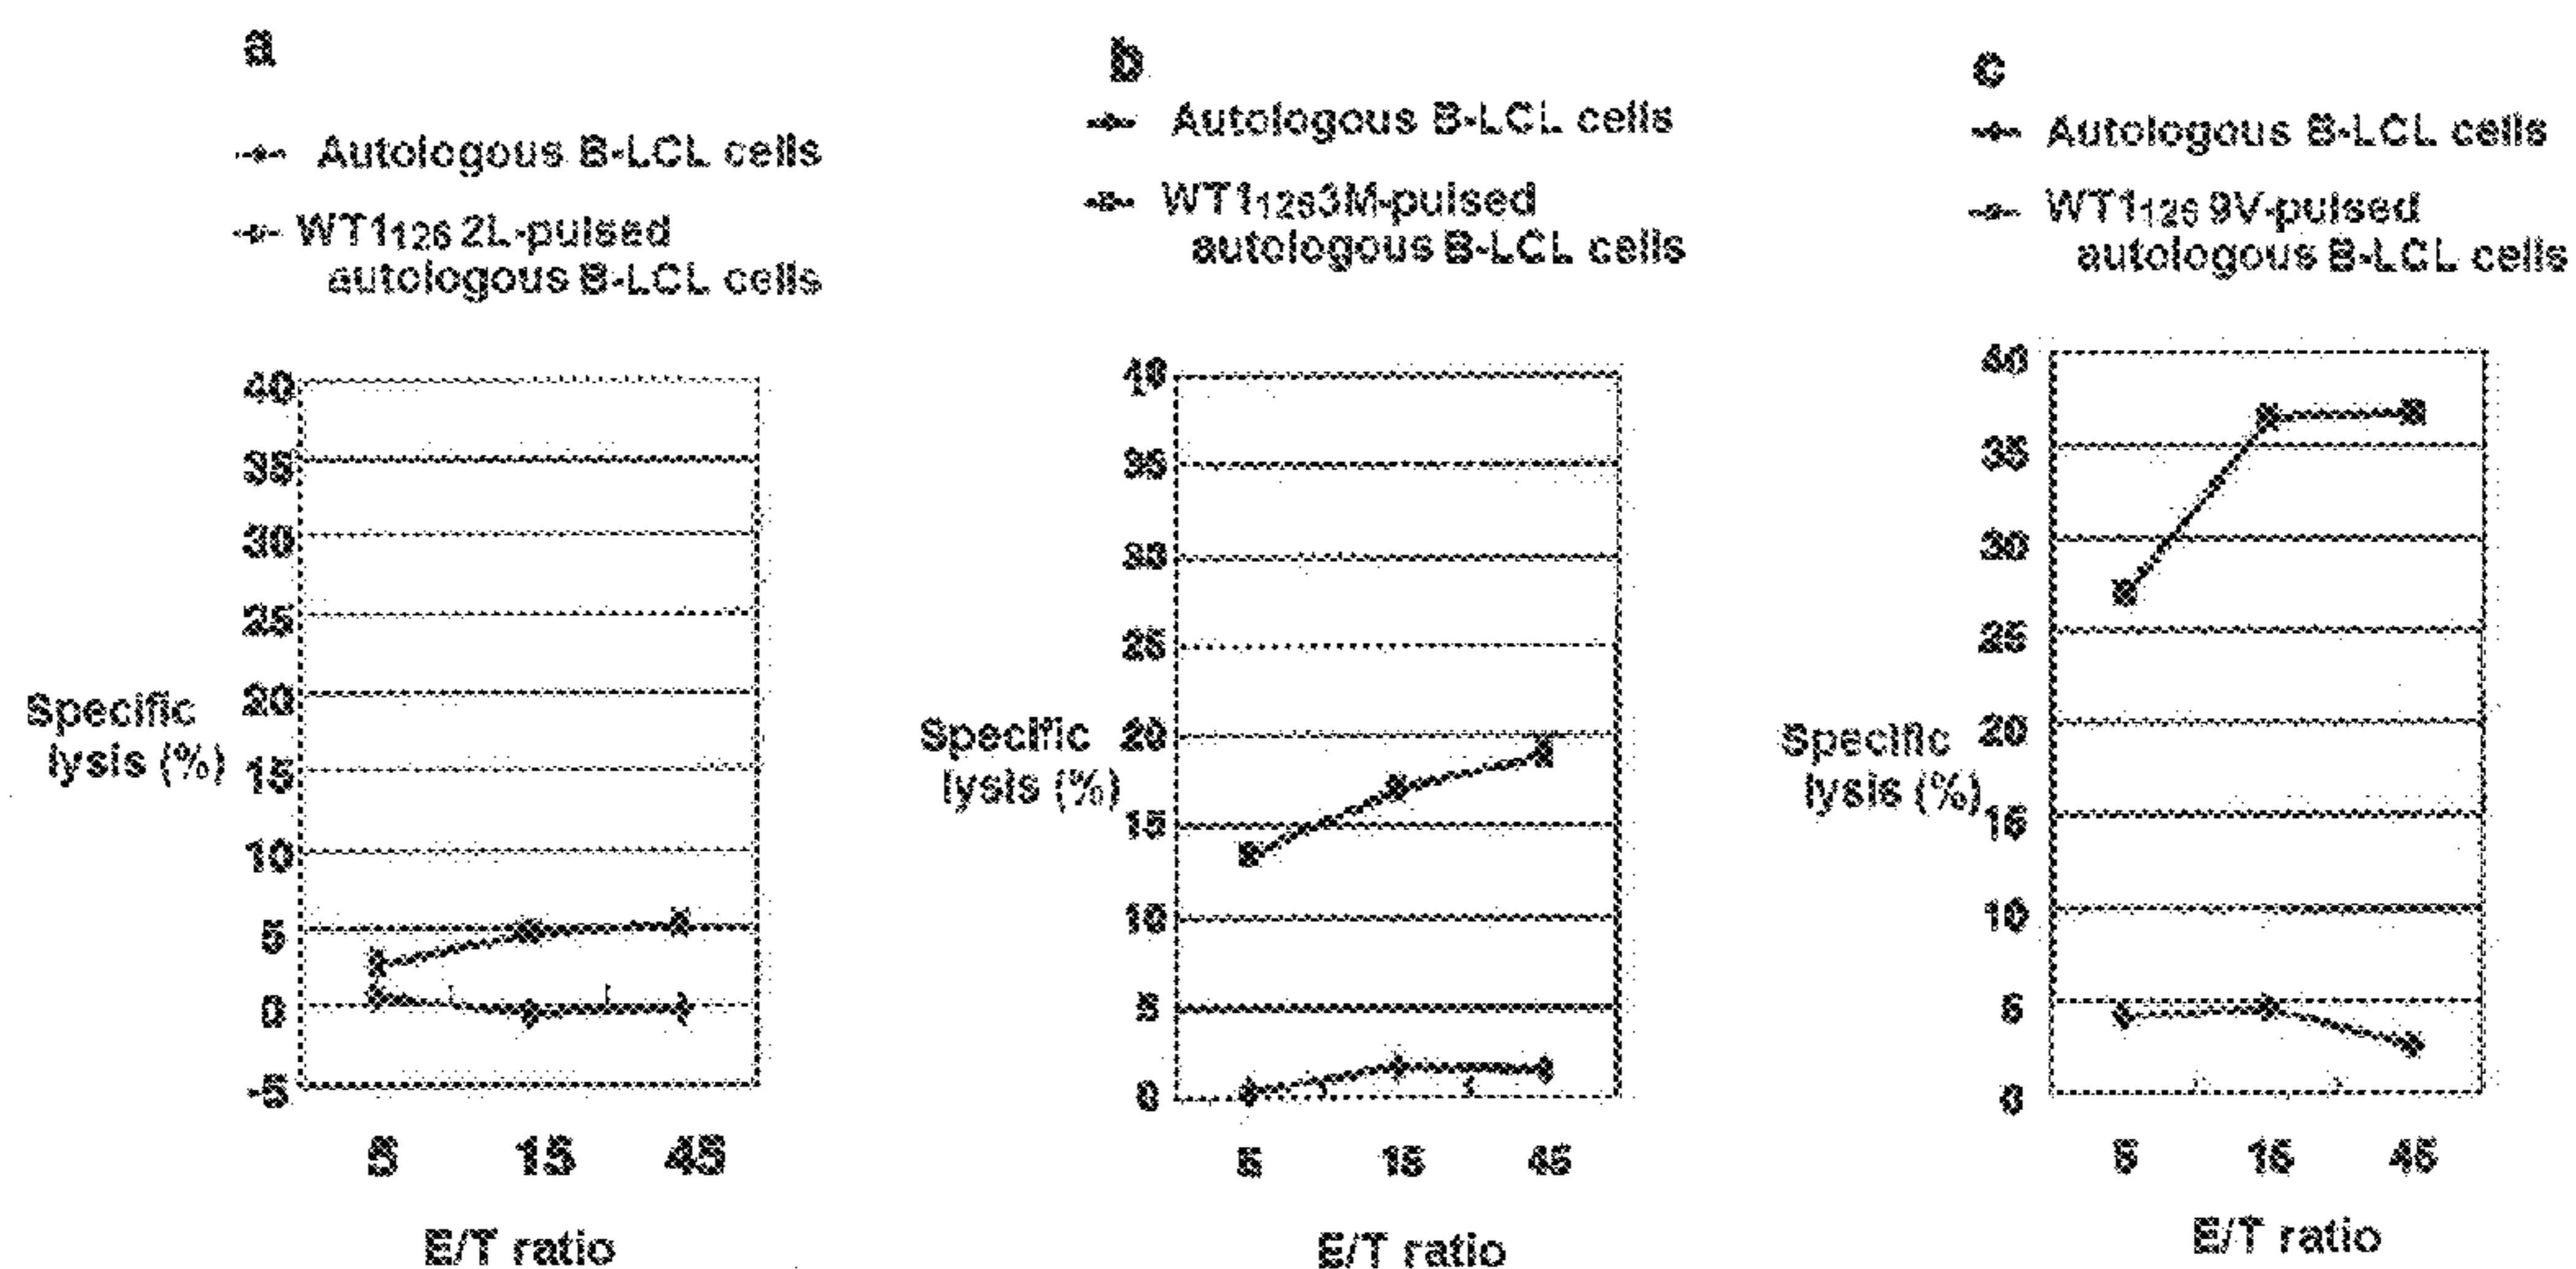 a
Autologous B-LCL cells
WT1126 2L-pulsed
autologous B-LCL cells
40
35
30
25
20
15
10
5
0
-5
Specific
lysis (%)
5 15 45
E/T ratio
b
Autologous B-LCL cells
WT11263M-pulsed
autologous B-LCL cells
40
35
30
25
20
15
10
5
0
Specific
lysis (%)
5 15 45
E/T ratio
c
Autologous B-LCL cells
WT1126 9V-pulsed
autologous B-LCL cells
40
35
30
25
20
15
10
5
0
Specific
lysis (%)
5 15 45
E/T ratio